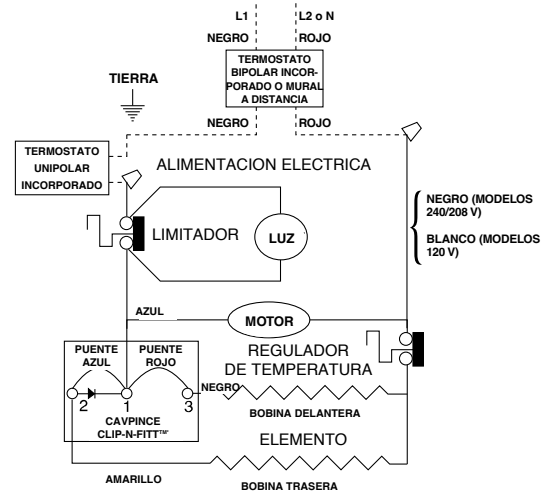 L1
L2 o N
NEGRO
ROJO
TERMOSTATO
BIPOLAR INCOR-
PORADO O MURAL
A DISTANCIA
TIERRA
NEGRO
ROJO
TERMOSTATO
UNIPOLAR
INCORPORADO
ALIMENTACION ELECTRICA
NEGRO (MODELOS
240/208 V)
BLANCO (MODELOS
120 V)
LIMITADOR
LUZ
AZUL
MOTOR
PUENTE
AZUL
PUENTE
ROJO
REGULADOR
DE TEMPERATURA
NEGRO
2
1
3
BOBINA DELANTERA
CAVPINCE
CLIP-N-FITT™
ELEMENTO
AMARILLO
BOBINA TRASERA